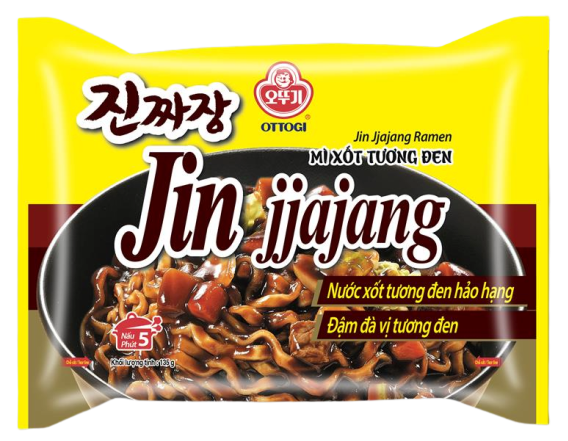 진짜장
오뚜기
OTTOGI
Jin Jjajang Ramen
MÌ XỐT TƯƠNG ĐEN
Jin jjajang
Nước xốt tương đen hảo hạng
Đậm đà vị tương đen
Nấu
Phút
5
Khối lượng tịnh: 135 g